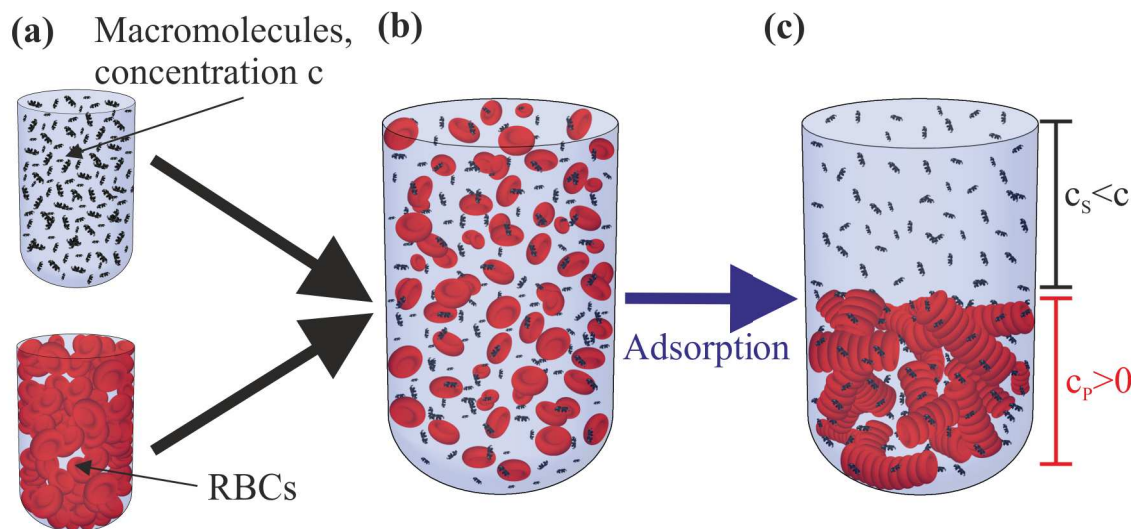 (a)
Macromolecules,
concentration c
RBCs
(b)
Adsorption
(c)
c_S<c
c_P>0